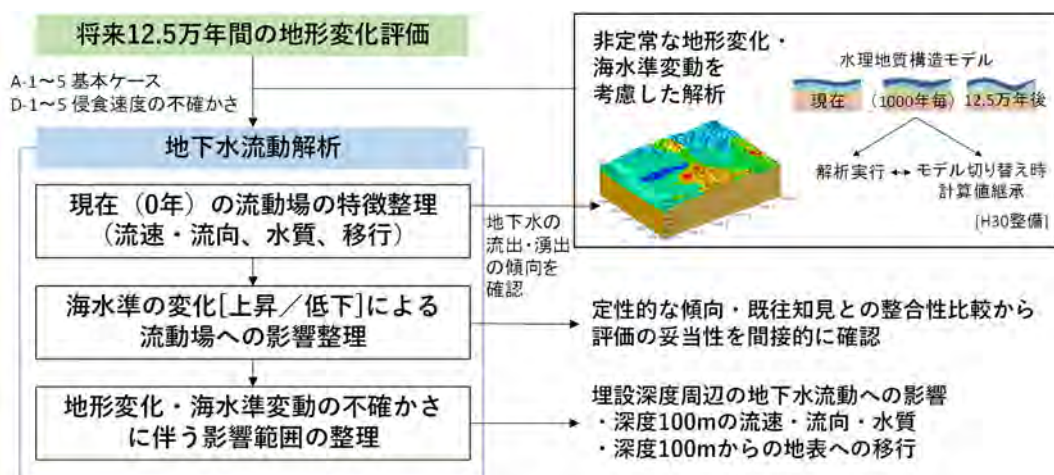 将来12.5万年間の地形変化評価
A-1～5 基本ケース
D-1～5 侵食速度の不確かさ
地下水流動解析
現在（0年）の流動場の特徴整理
（流速・流向、水質、移行）
地下水の
流出・湧出
の傾向を
確認
海水準の変化[上昇／低下]による
流動場への影響整理
地形変化・海水準変動の不確かさ
に伴う影響範囲の整理
非定常な地形変化・
海水準変動を
考慮した解析
水理地質構造モデル
現在
（1000年毎）
12.5万年後
解析実行 ↔ モデル切り替え時
計算値継承
[H30整備]
定性的な傾向・既往知見との整合性比較から
評価の妥当性を間接的に確認
埋設深度周辺の地下水流動への影響
・深度100mの流速・流向・水質
・深度100mからの地表への移行